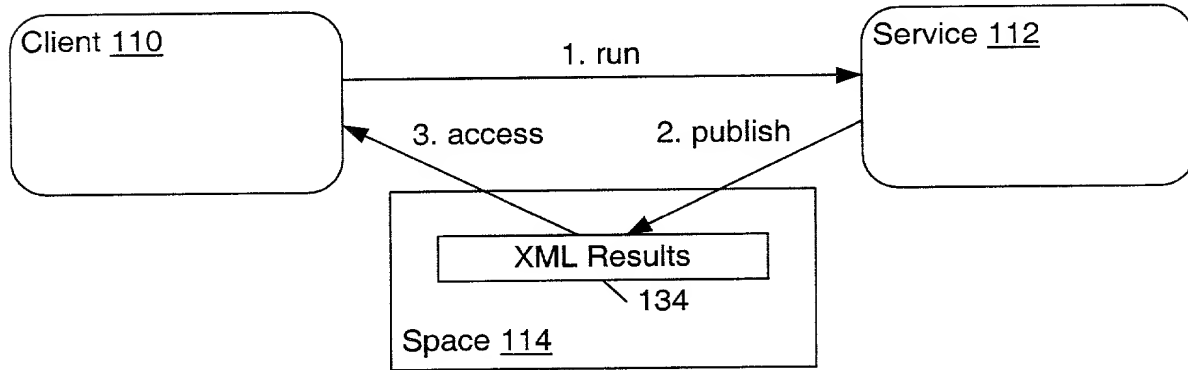 Client 110
Service 112
1. run
3. access
2. publish
XML Results
134
Space 114